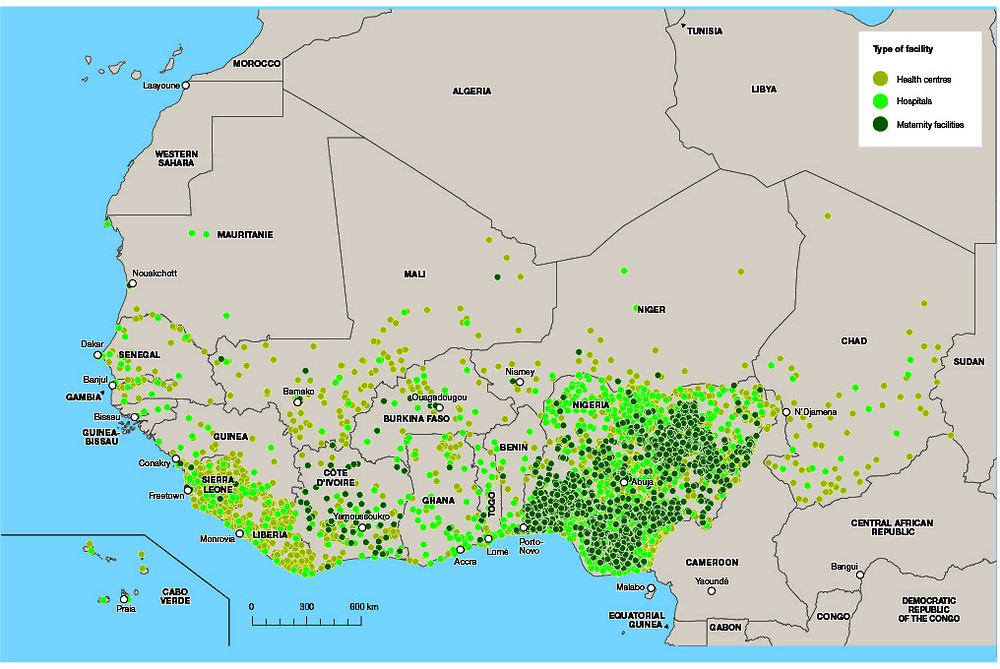 TUNISIA
Type of facility
Health centres
Hospitals
Maternity facilities
MOROCCO
Laayoune
ALGERIA
LIBYA
WESTERN
SAHARA
MAURITANIE
Nouakchott
MALI
NIGER
CHAD
SUDAN
Dakar
SENEGAL
Banjul
GAMBIA
Bamako
Niamey
Ouagadougou
BURKINA FASO
NIGERIA
N'Djamena
Bissau
GUINEA-
BISSAU
GUINEA
BENIN
Conakry
SIERRA
LEONE
Freetown
CÔTE
D'IVOIRE
GHANA
TOGO
Abuja
Yamoussoukro
Monrovia
LIBERIA
Accra
Lomé
Porto-
Novo
CENTRAL AFRICAN
REPUBLIC
CAMEROON
Bangui
Yaoundé
Malabo
EQUATORIAL
GUINEA
GABON
CONGO
DEMOCRATIC
REPUBLIC
OF THE CONGO
CABO
VERDE
Praia
0 300 600 km